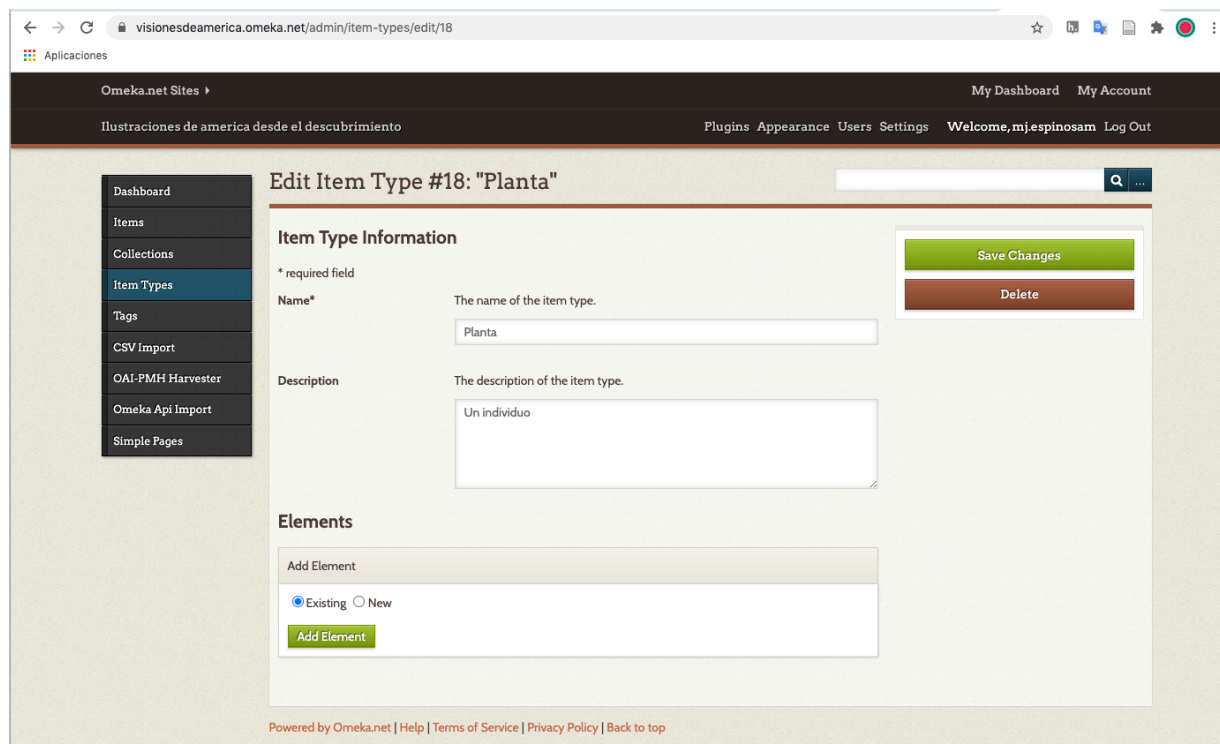 visionesdeamerica.omeka.net/admin/item-types/edit/18
Aplicaciones
Omeka.net Sites
My Dashboard My Account
Ilustraciones de america desde el descubrimiento
Plugins Appearance Users Settings Welcome, mj.espinosam Log Out
Dashboard
Items
Collections
Item Types
Tags
CSV Import
OAI-PMH Harvester
Omeka Api Import
Simple Pages
Edit Item Type #18: "Planta"
...
Item Type Information
* required field
Name*
The name of the item type.
Planta
Description
The description of the item type.
Un individuo
Save Changes
Delete
Elements
Add Element
Existing New
Add Element
Powered by Omeka.net | Help | Terms of Service | Privacy Policy | Back to top